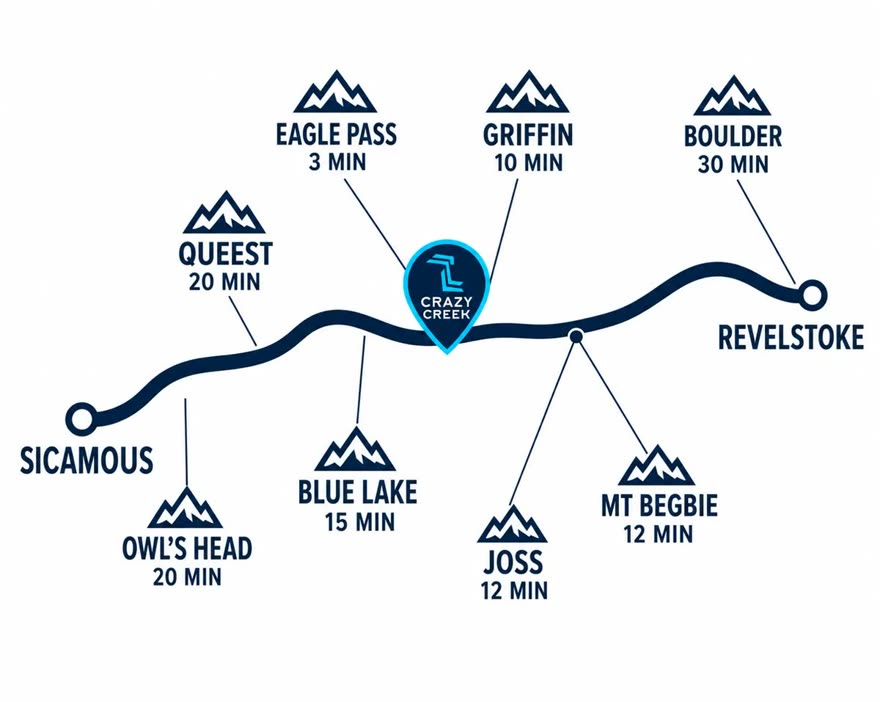 EAGLE PASS
3 MIN
GRIFFIN
10 MIN
BOULDER
30 MIN
QUEEST
20 MIN
CRAZY
CREEK
REVELSTOKE
SICAMOUS
BLUE LAKE
15 MIN
MT BEGBIE
12 MIN
OWL'S HEAD
20 MIN
JOSS
12 MIN